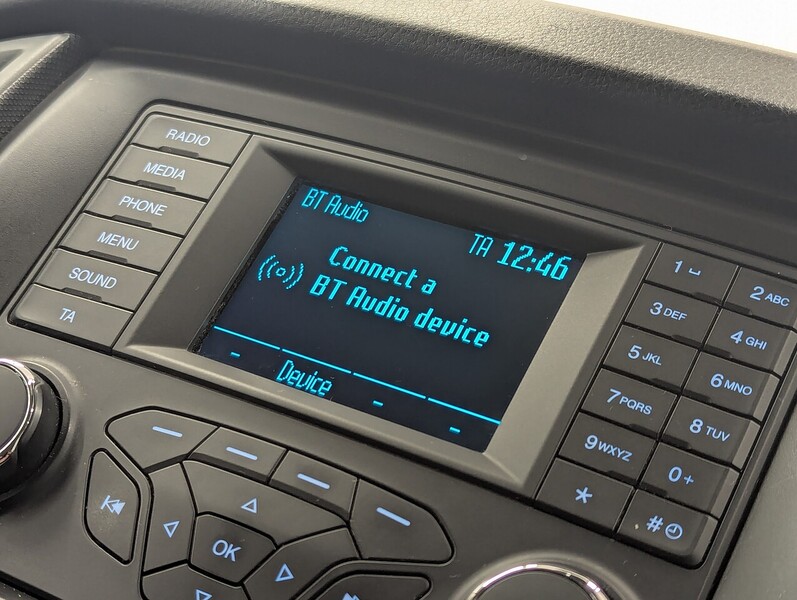 RADIO
MEDIA
PHONE
MENU
SOUND
TA
BT Audio
TA 12:46
Connect a
BT Audio device
Device
1
2 ABC
3 DEF
4 GHI
5 JKL
6 MNO
7 PQRS
8 TUV
9 WXYZ
0 +
*
#
OK